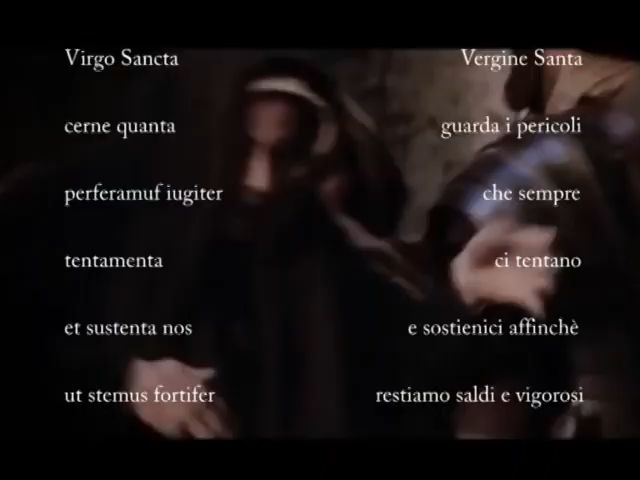 Virgo Sancta
Vergine Santa
cerne quanta
guarda i pericoli
perferamuf iugiter
che sempre
tentamenta
ci tentano
et sustenta nos
e sostienici affinchè
ut stemus fortifer
restiamo saldi e vigorosi